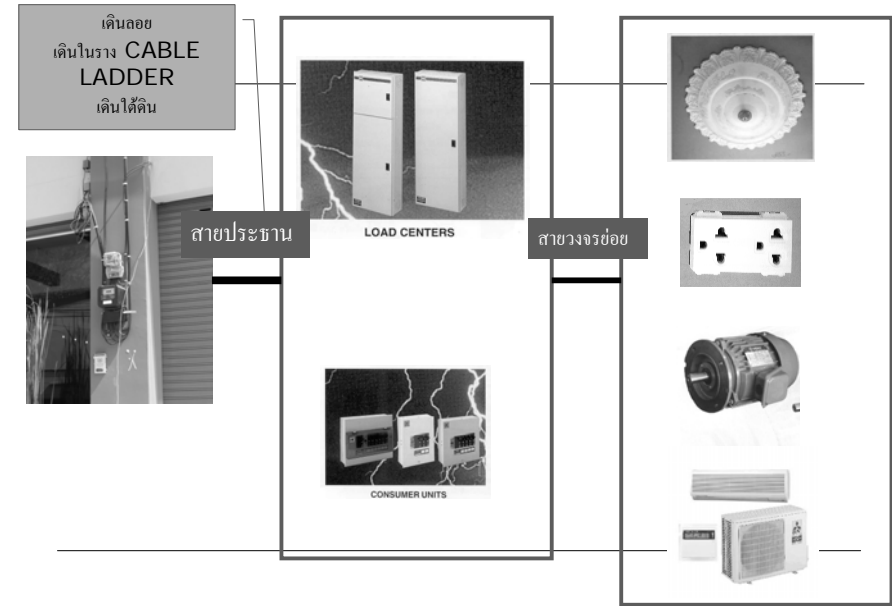 เดินลอย
เดินในราง CABLE
LADDER
เดินใต้ดิน
สายประธาน
LOAD CENTERS
สายวงจรย่อย
CONSUMER UNITS